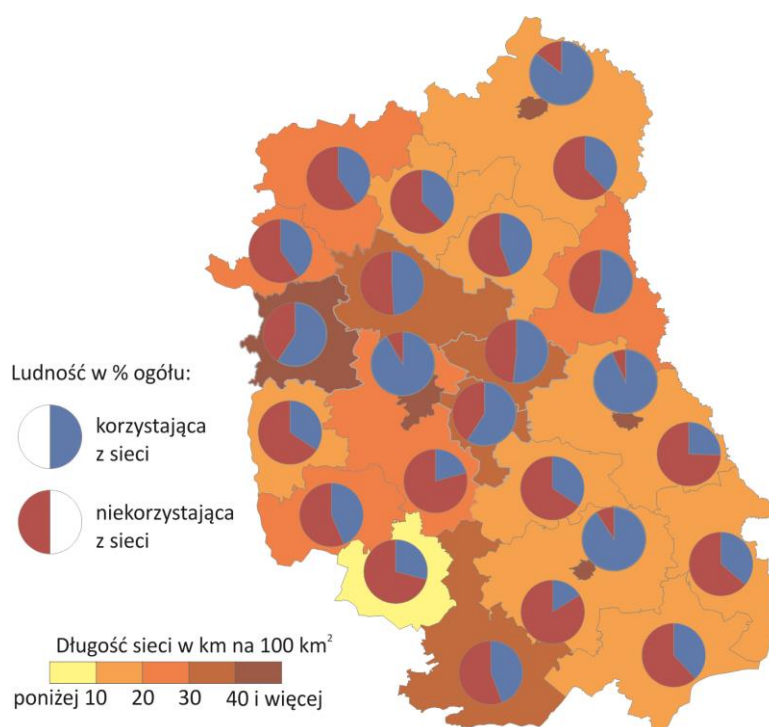 Ludność w % ogółu:
korzystająca
z sieci
niekorzystająca
z sieci
Długość sieci w km na 100 km²
poniżej 10 20 30 40 i więcej